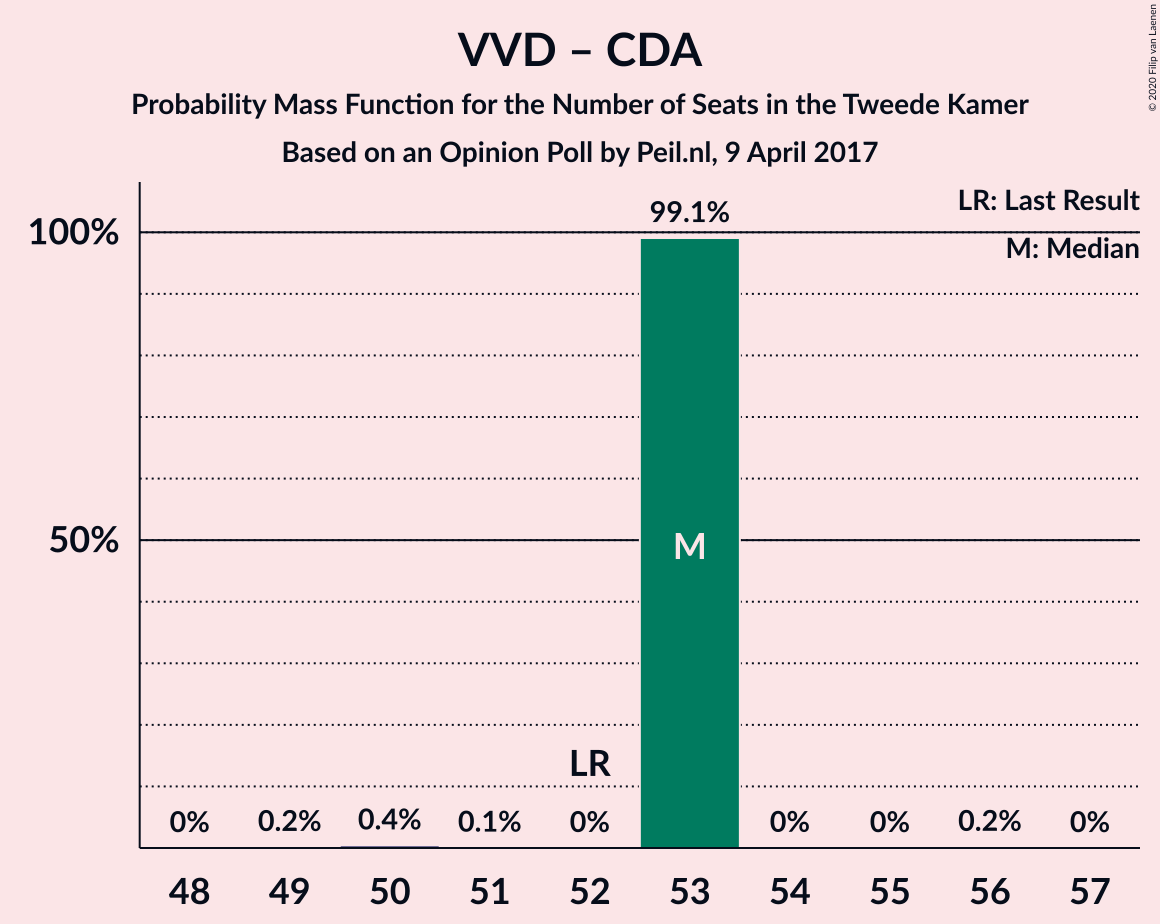 VVD – CDA
Probability Mass Function for the Number of Seats in the Tweede Kamer
Based on an Opinion Poll by Peil.nl, 9 April 2017
© 2020 Filip van Laenen
LR: Last Result
M: Median
100%
50%
99.1%
M
LR
0% 0.2% 0.4% 0.1% 0% 0% 0% 0.2% 0%
48 49 50 51 52 53 54 55 56 57